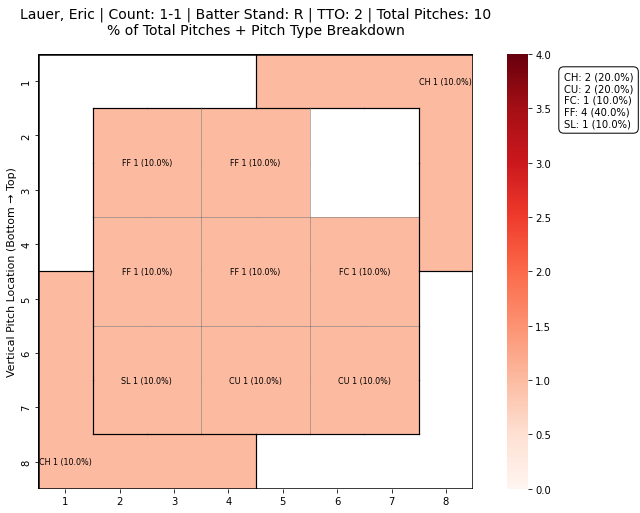 Lauer, Eric | Count: 1-1 | Batter Stand: R | TTO: 2 | Total Pitches: 10
% of Total Pitches + Pitch Type Breakdown
CH 1 (10.0%)
FF 1 (10.0%) FF 1 (10.0%)
FF 1 (10.0%) FF 1 (10.0%) FC 1 (10.0%)
SL 1 (10.0%) CU 1 (10.0%) CU 1 (10.0%)
CH 1 (10.0%)
Vertical Pitch Location (Bottom → Top)
1
2
3
4
5
6
7
8
1 2 3 4 5 6 7 8
4.0
3.5
3.0
2.5
2.0
1.5
1.0
0.5
0.0
CH: 2 (20.0%)
CU: 2 (20.0%)
FC: 1 (10.0%)
FF: 4 (40.0%)
SL: 1 (10.0%)